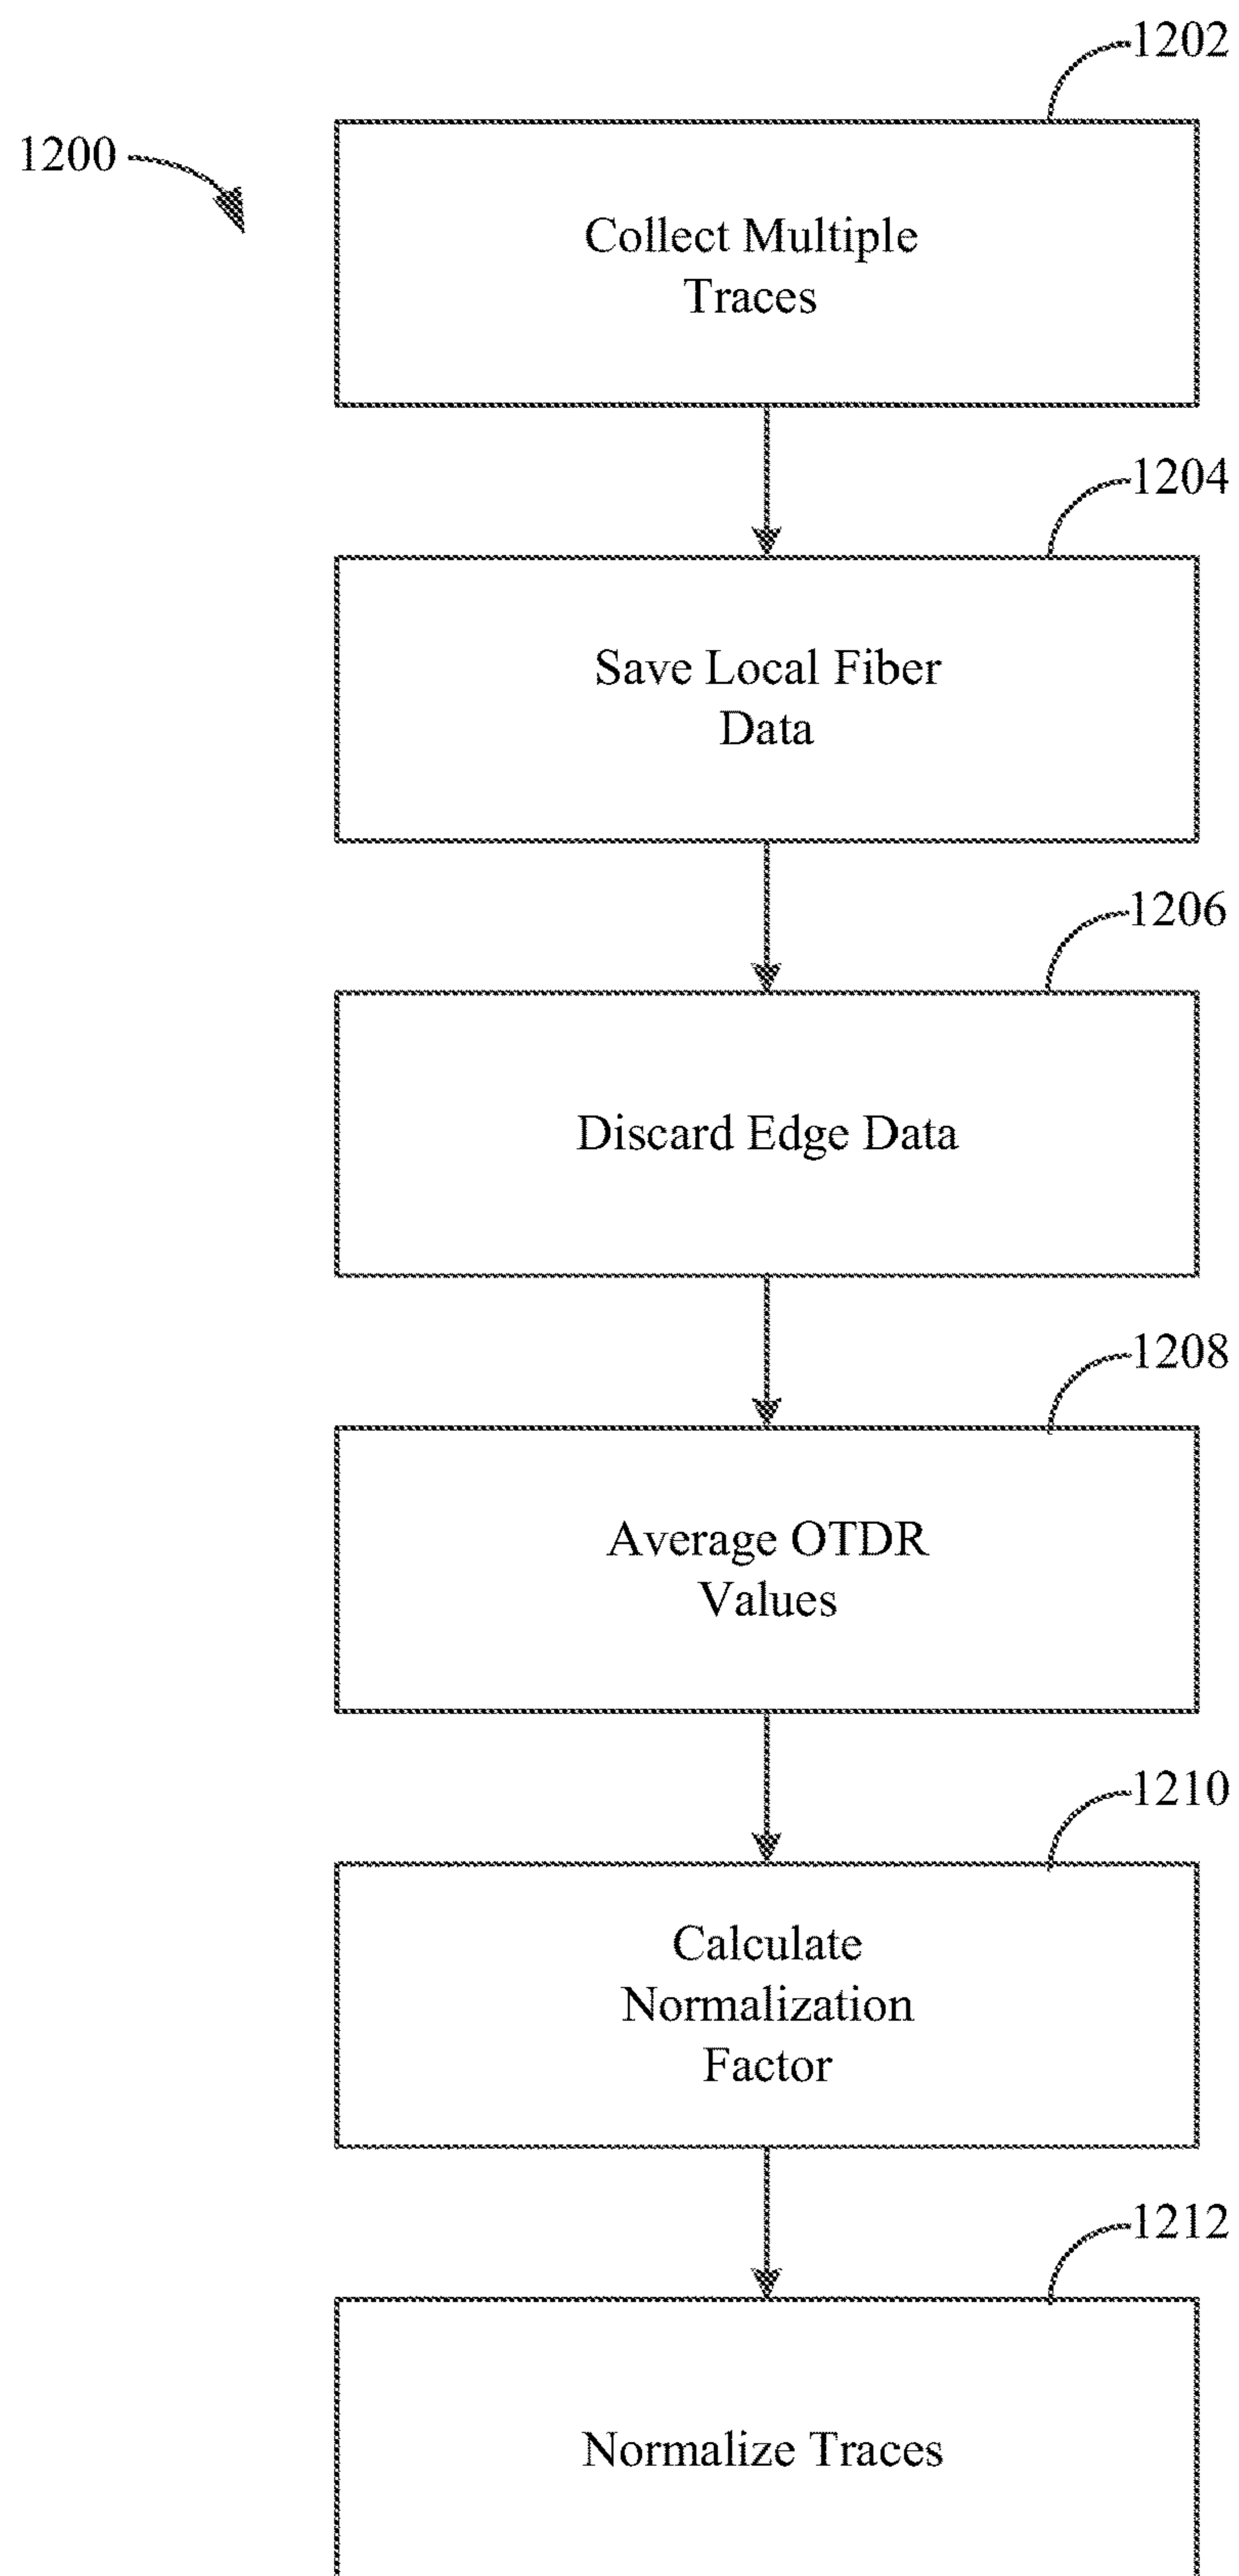 1202
1200
Collect Multiple
Traces
1204
Save Local Fiber
Data
1206
Discard Edge Data
1208
Average OTDR
Values
1210
Calculate
Normalization
Factor
1212
Normalize Traces